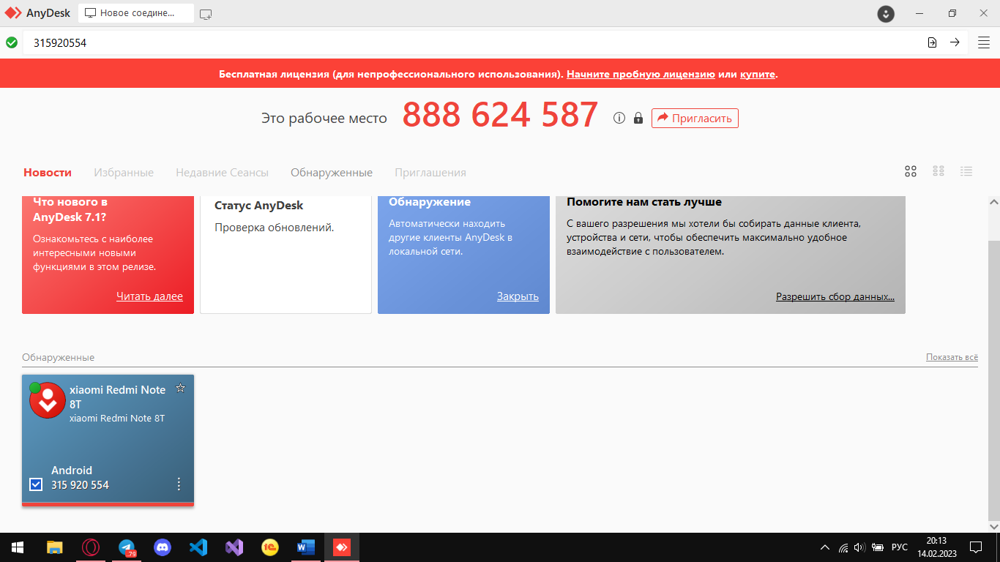 AnyDesk
Новое соедине...
315920554
Бесплатная лицензия (для непрофессионального использования). Начните пробную лицензию или купите.
Это рабочее место
888 624 587
Пригласить
Новости
Избранные
Недавние Сеансы
Обнаруженные
Приглашения
Что нового в
AnyDesk 7.1?
Ознакомьтесь с наиболее
интересными новыми
функциями в этом релизе.
Читать далее
Статус AnyDesk
Проверка обновлений.
Обнаружение
Автоматически находить
другие клиенты AnyDesk в
локальной сети.
Закрыть
Помогите нам стать лучше
С вашего разрешения мы хотели бы собирать данные клиента,
устройства и сети, чтобы обеспечить максимально удобное
взаимодействие с пользователем.
Разрешить сбор данных...
Обнаруженные
Показать всё
xiaomi Redmi Note
8T
xiaomi Redmi Note 8T
Android
315 920 554
79
1С
РУС
20:13
14.02.2023